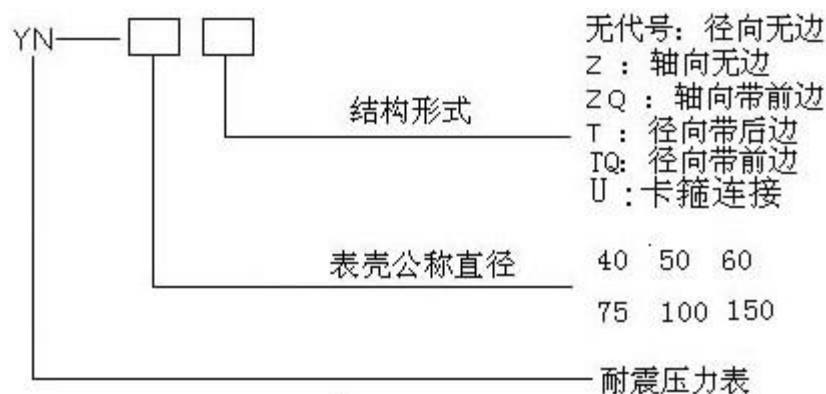 YN
无代号：径向无边
Z ：轴向无边
ZQ ：轴向带前边
结构形式
T ：径向带后边
TQ：径向带前边
U ：卡箍连接
表壳公称直径
40 50 60
75 100 150
耐震压力表